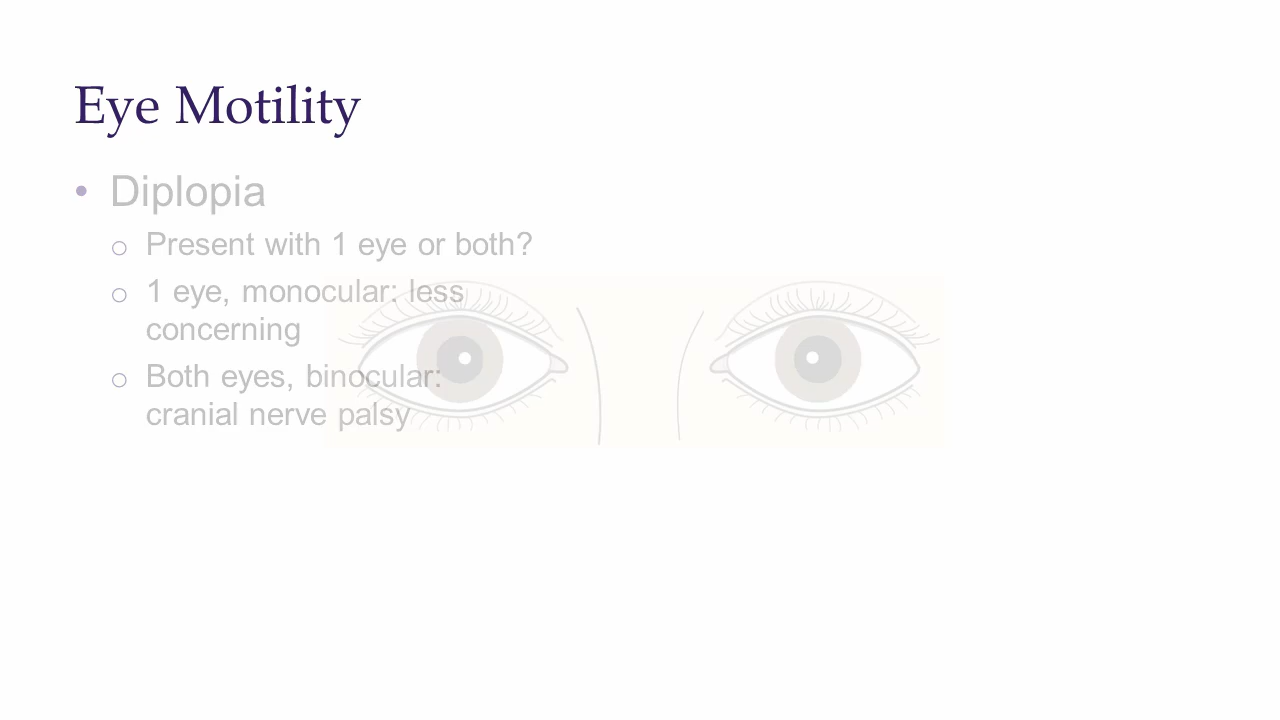 Eye Motility
• Diplopia
o Present with 1 eye or both?
o 1 eye, monocular: less
concerning
o Both eyes, binocular:
cranial nerve palsy